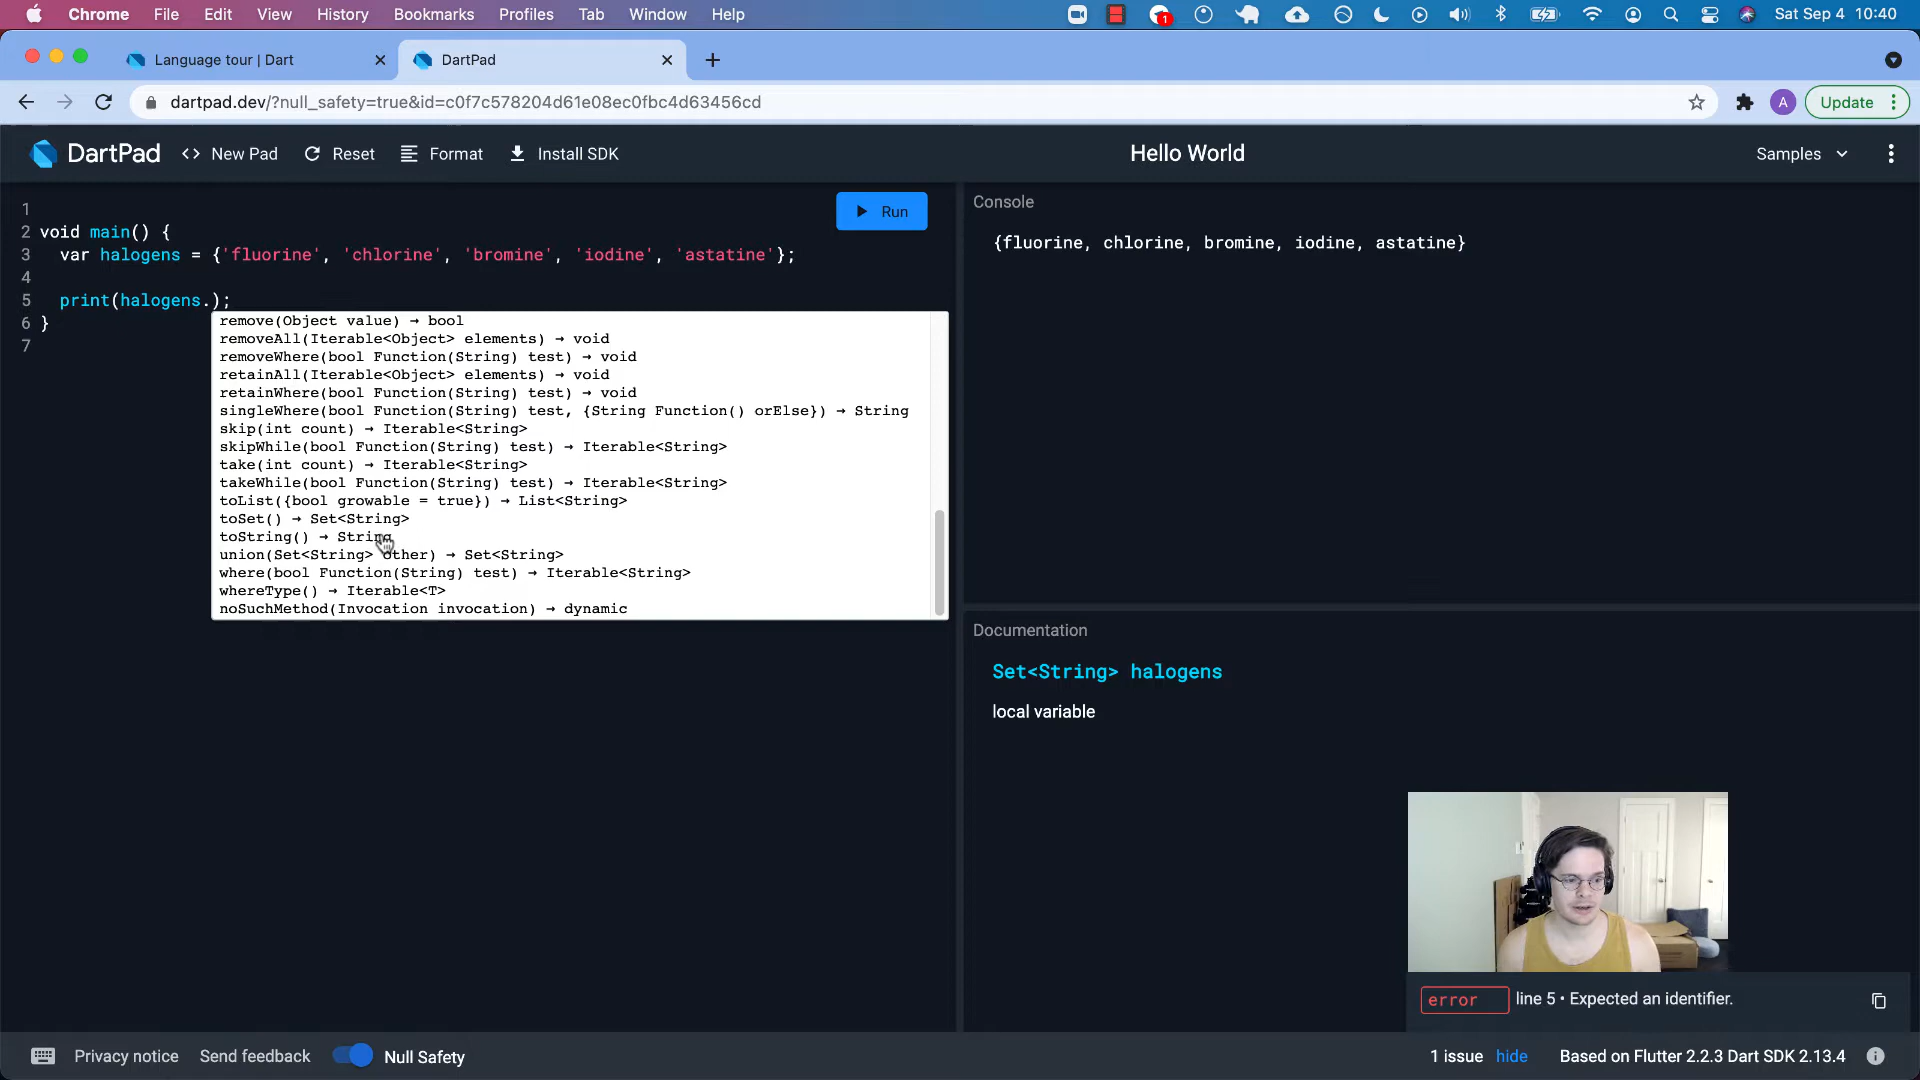 Chrome File Edit View History Bookmarks Profiles Tab Window Help 1 Sat Sep 4 10:40
Language tour | Dart DartPad
dartpad.dev/?null_safety=true&id=c0f7c578204d61e08ec0fbc4d63456cd A Update
DartPad <> New Pad Reset Format Install SDK Hello World Samples
Run
Console
{fluorine, chlorine, bromine, iodine, astatine}
1
2 void main() {
3 var halogens = {'fluorine', 'chlorine', 'bromine', 'iodine', 'astatine'};
4
5 print(halogens.);
6 }
7
remove(Object value) → bool
removeAll(Iterable<Object> elements) → void
removeWhere(bool Function(String) test) → void
retainAll(Iterable<Object> elements) → void
retainWhere(bool Function(String) test) → void
singleWhere(bool Function(String) test, {String Function() orElse}) → String
skip(int count) → Iterable<String>
skipWhile(bool Function(String) test) → Iterable<String>
take(int count) → Iterable<String>
takeWhile(bool Function(String) test) → Iterable<String>
toList({bool growable = true}) → List<String>
toSet() → Set<String>
toString() → String
union(Set<String> other) → Set<String>
where(bool Function(String) test) → Iterable<String>
whereType() → Iterable<T>
noSuchMethod(Invocation invocation) → dynamic
Documentation
Set<String> halogens
local variable
error line 5 • Expected an identifier.
Privacy notice Send feedback Null Safety 1 issue hide Based on Flutter 2.2.3 Dart SDK 2.13.4